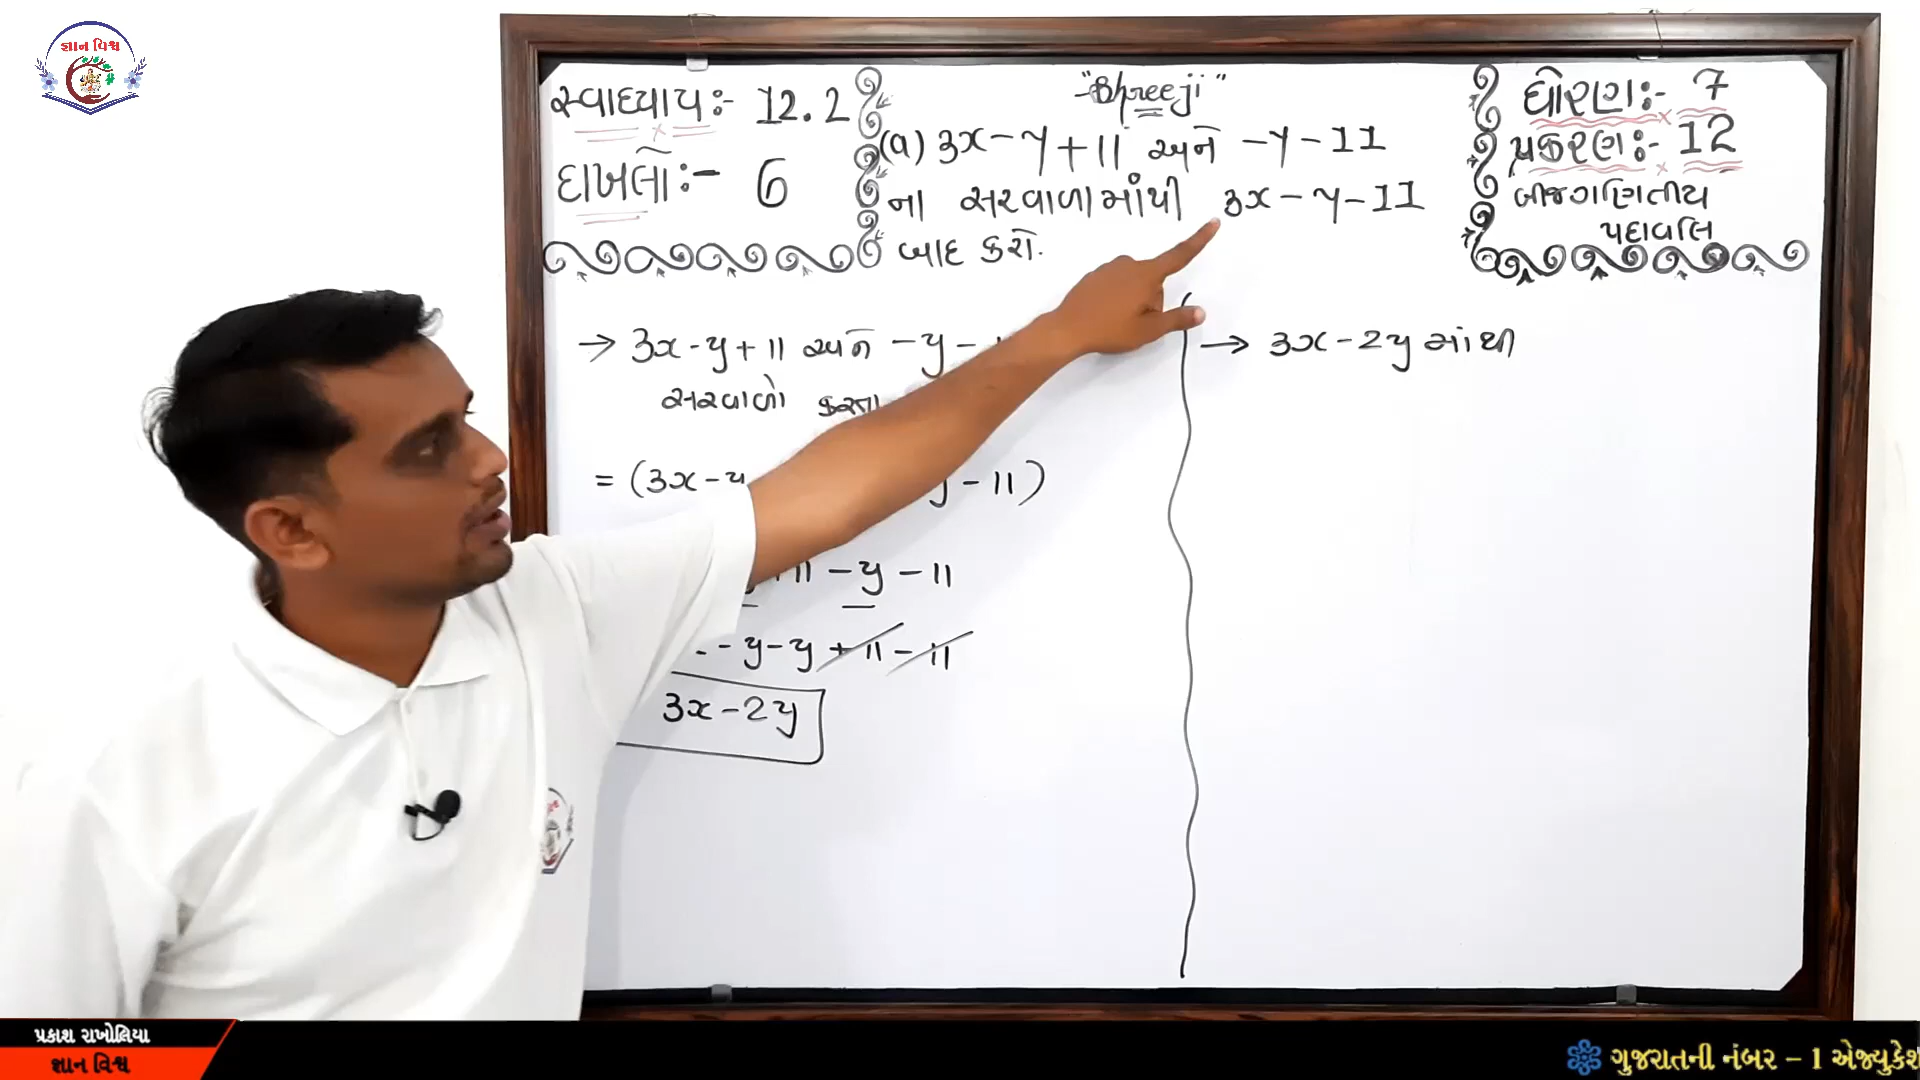 જ્ઞાન વિશ્વ
સ્વાધ્યાય:- 12.2
દાખલો:- 6
"Shreeji"
(a) 3x-y+11 અને -y-11
ના સરવાળામાંથી 3x-y-11
બાદ કરો.
ધોરણ:- 7
પ્રકરણ:- 12
બીજગણિતીય
પદાવલિ
→ 3x-y+11 અને -y-
સરવાળો કરતા
= (3x-y y-11)
+11-y-11
-y-y+11-11
3x-2y
→ 3x-2y માંથી
પ્રકાશ રાખોલિયા
જ્ઞાન વિશ્વ
ગુજરાતની નંબર – 1 એજ્યુકેશ